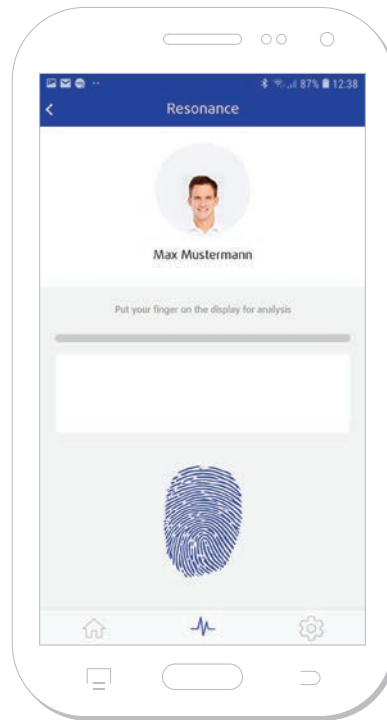 87% 12:38
Resonance
Max Mustermann
Put your finger on the display for analysis